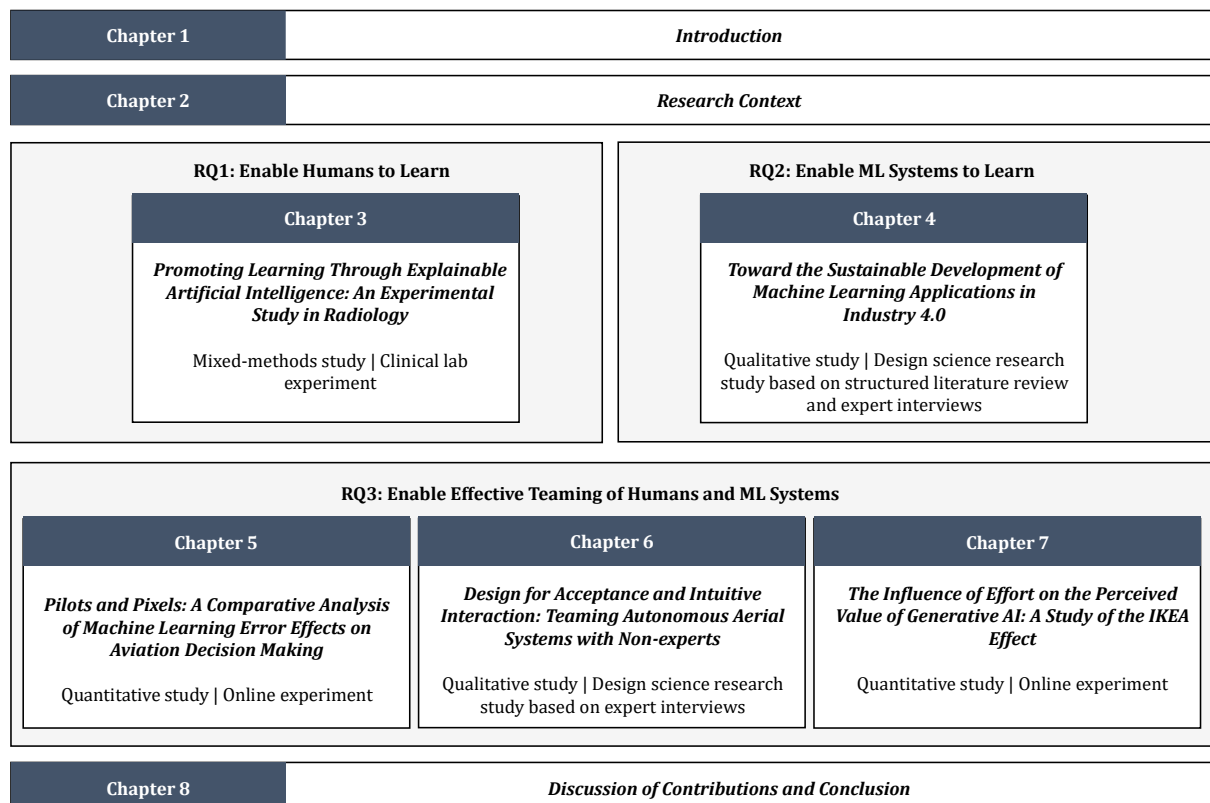 Chapter 1
Introduction
Chapter 2
Research Context
RQ1: Enable Humans to Learn
Chapter 3
Promoting Learning Through Explainable
Artificial Intelligence: An Experimental
Study in Radiology
Mixed-methods study | Clinical lab
experiment
RQ2: Enable ML Systems to Learn
Chapter 4
Toward the Sustainable Development of
Machine Learning Applications in
Industry 4.0
Qualitative study | Design science research
study based on structured literature review
and expert interviews
RQ3: Enable Effective Teaming of Humans and ML Systems
Chapter 5
Pilots and Pixels: A Comparative Analysis
of Machine Learning Error Effects on
Aviation Decision Making
Quantitative study | Online experiment
Chapter 6
Design for Acceptance and Intuitive
Interaction: Teaming Autonomous Aerial
Systems with Non-experts
Qualitative study | Design science research
study based on expert interviews
Chapter 7
The Influence of Effort on the Perceived
Value of Generative AI: A Study of the IKEA
Effect
Quantitative study | Online experiment
Chapter 8
Discussion of Contributions and Conclusion